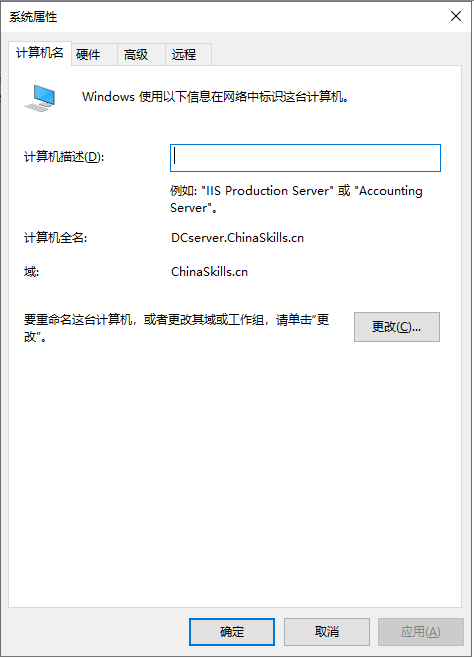 系统属性
计算机名 硬件 高级 远程
Windows 使用以下信息在网络中标识这台计算机。
计算机描述(D):
例如: "IIS Production Server" 或 "Accounting
Server"。
计算机全名: DCserver.ChinaSkills.cn
域: ChinaSkills.cn
要重命名这台计算机，或者更改其域或工作组，请单击“更
改”。
更改(C)...
确定 取消 应用(A)